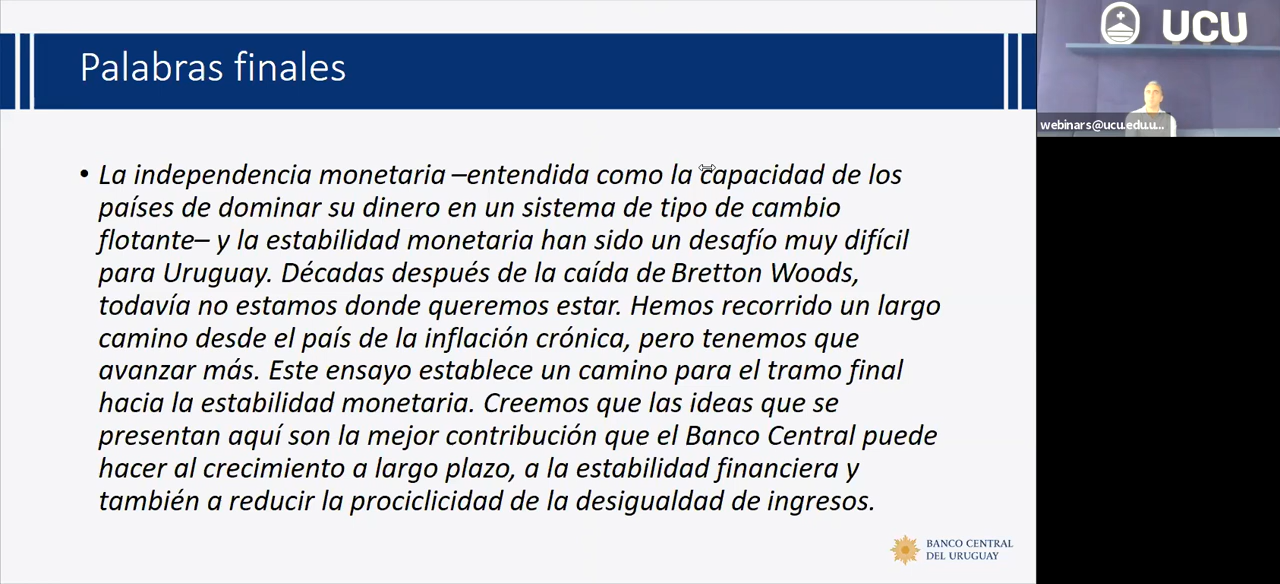 Palabras finales
• La independencia monetaria –entendida como la capacidad de los
países de dominar su dinero en un sistema de tipo de cambio
flotante– y la estabilidad monetaria han sido un desafío muy difícil
para Uruguay. Décadas después de la caída de Bretton Woods,
todavía no estamos donde queremos estar. Hemos recorrido un largo
camino desde el país de la inflación crónica, pero tenemos que
avanzar más. Este ensayo establece un camino para el tramo final
hacia la estabilidad monetaria. Creemos que las ideas que se
presentan aquí son la mejor contribución que el Banco Central puede
hacer al crecimiento a largo plazo, a la estabilidad financiera y
también a reducir la prociclicidad de la desigualdad de ingresos.
BANCO CENTRAL
DEL URUGUAY
UCU
webinars@ucu.edu.u...